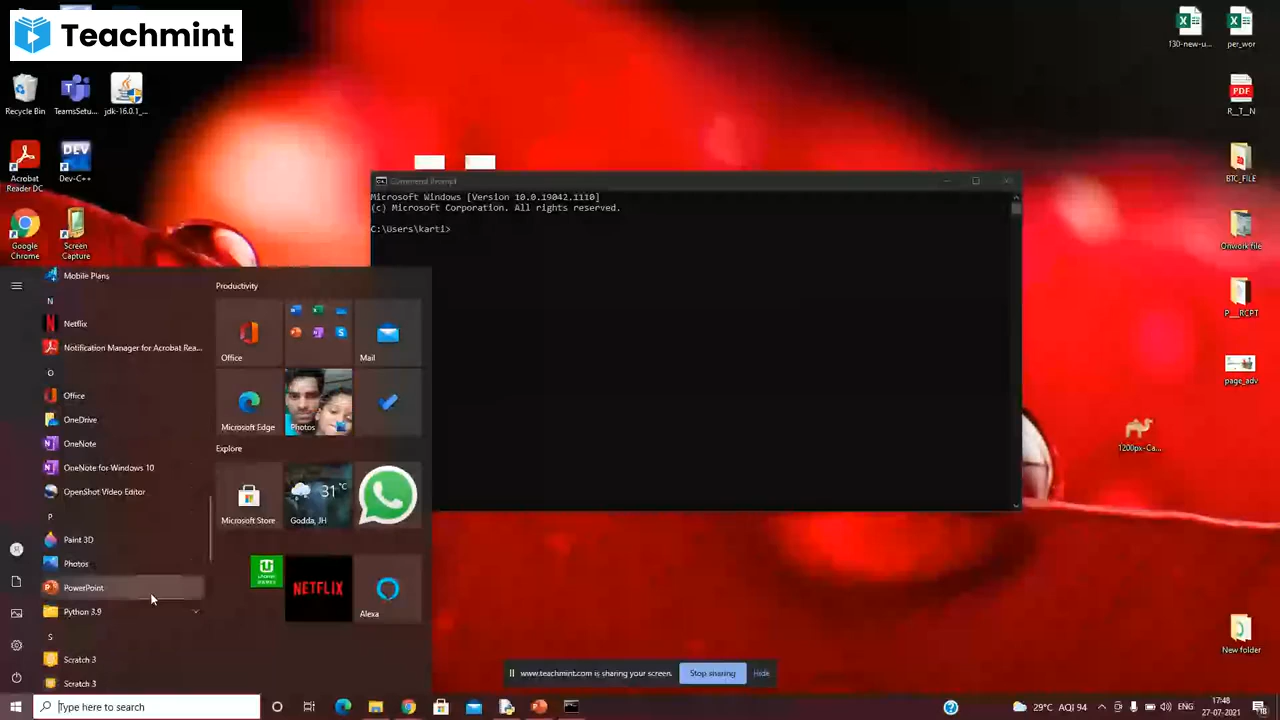 Teachmint
Recycle Bin
TeamsSetu...
jdk-16.0.1_...
Acrobat
Reader DC
DEV
Dev-C++
Google
Chrome
Screen
Capture
130-new-u...
per_wor
PDF
R_T_N
BTC_FILE
Onwork file
P__RCPT
page_adv
1200px-Ca...
New folder
Command Prompt
Microsoft Windows [Version 10.0.19042.1110]
(c) Microsoft Corporation. All rights reserved.
C:\Users\karti>
Mobile Plans
N
Netflix
Notification Manager for Acrobat Rea...
O
Office
OneDrive
OneNote
OneNote for Windows 10
OpenShot Video Editor
P
Paint 3D
Photos
PowerPoint
Python 3.9
S
Scratch 3
Scratch 3
Productivity
Office
Mail
Microsoft Edge
Photos
Explore
Microsoft Store
31°C
Godda, JH
NETFLIX
Alexa
www.teachmint.com is sharing your screen.
Stop sharing
Hide
Type here to search
29°C AQI 94
17:48
27-07-2021